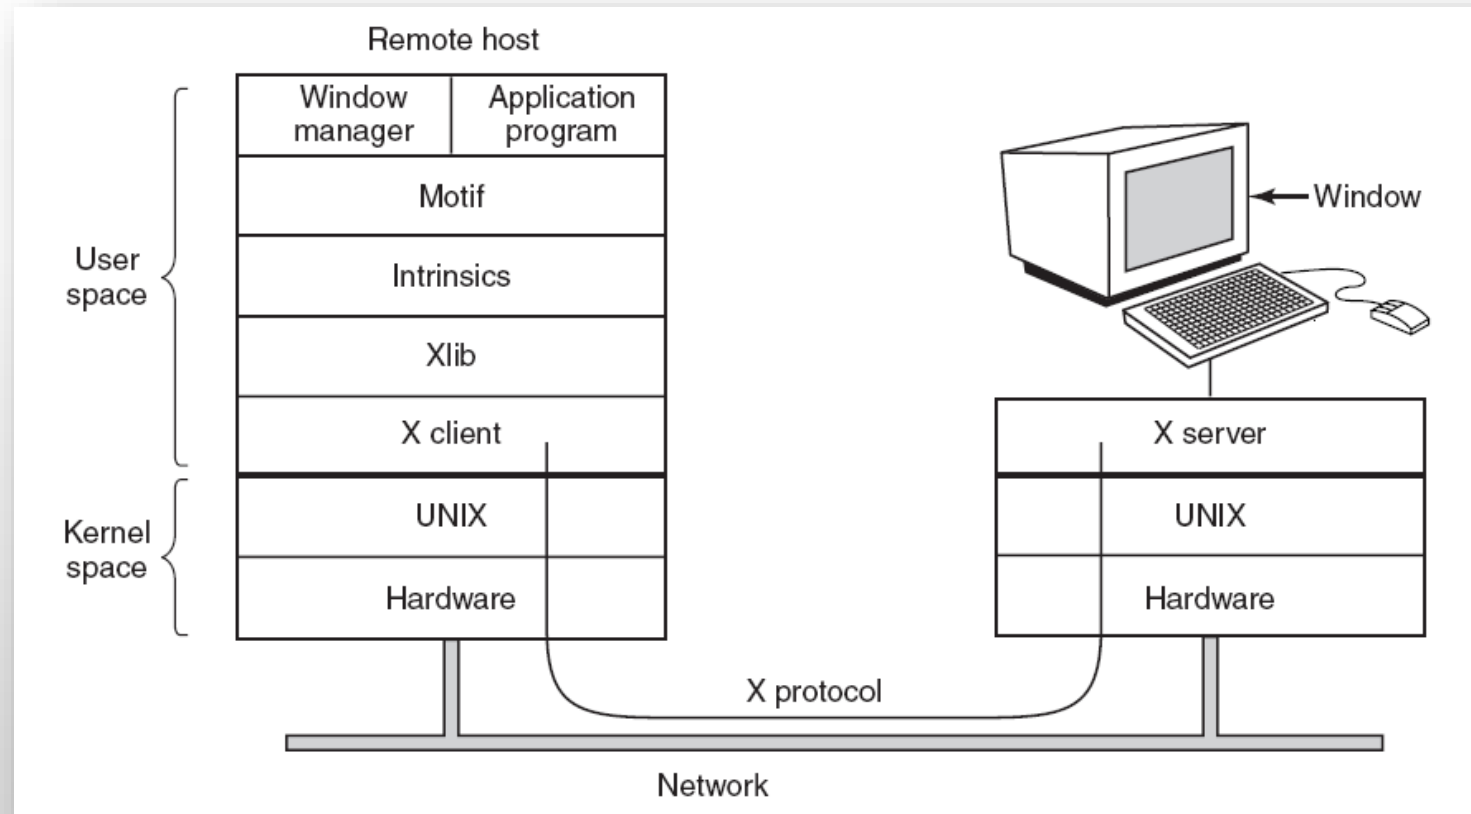 Remote host
Window
manager
Application
program
Motif
Intrinsics
Xlib
X client
UNIX
Hardware
User
space
Kernel
space
Window
X server
UNIX
Hardware
X protocol
Network